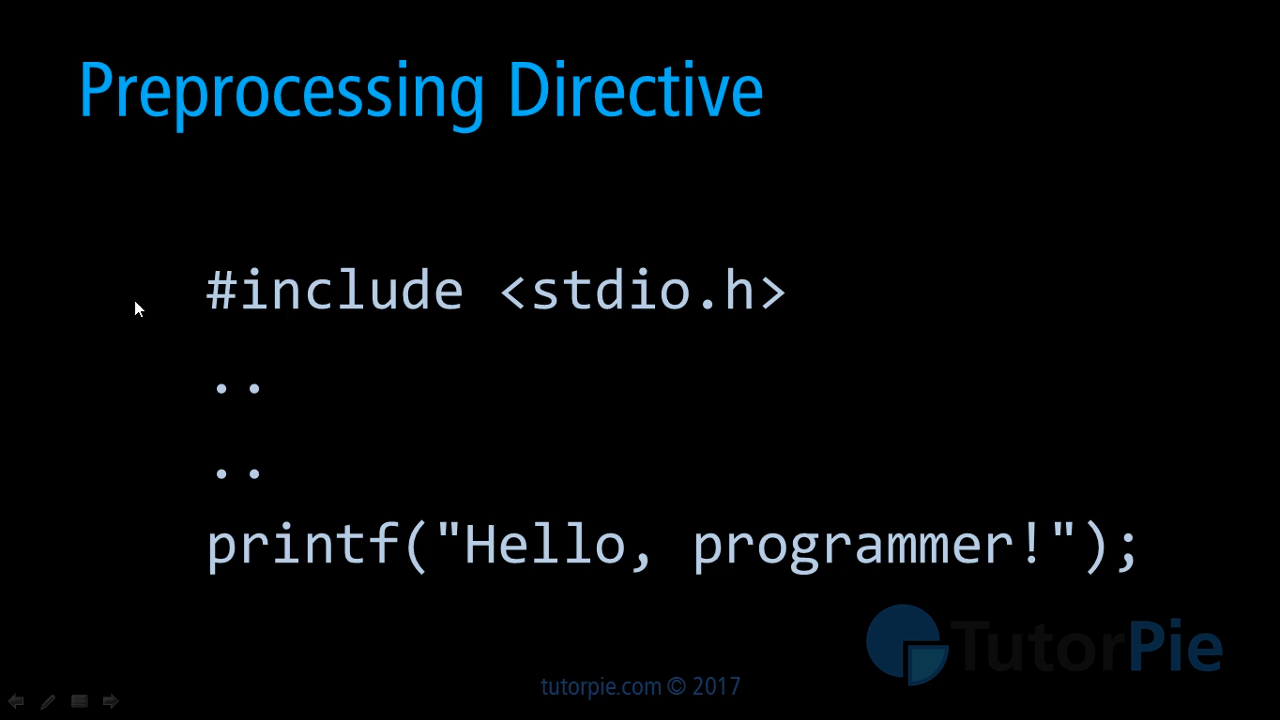 Preprocessing Directive
#include <stdio.h>
..
..
printf("Hello, programmer!");
TutorPie
tutorpie.com © 2017